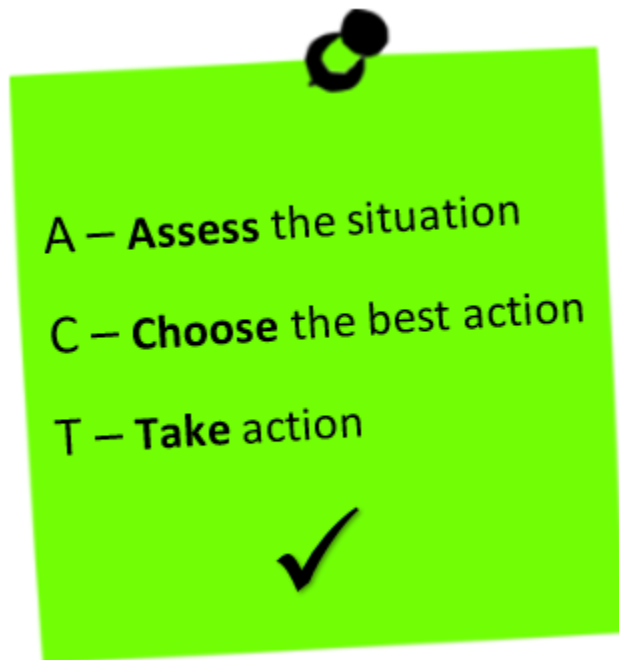 A – Assess the situation
C – Choose the best action
T – Take action